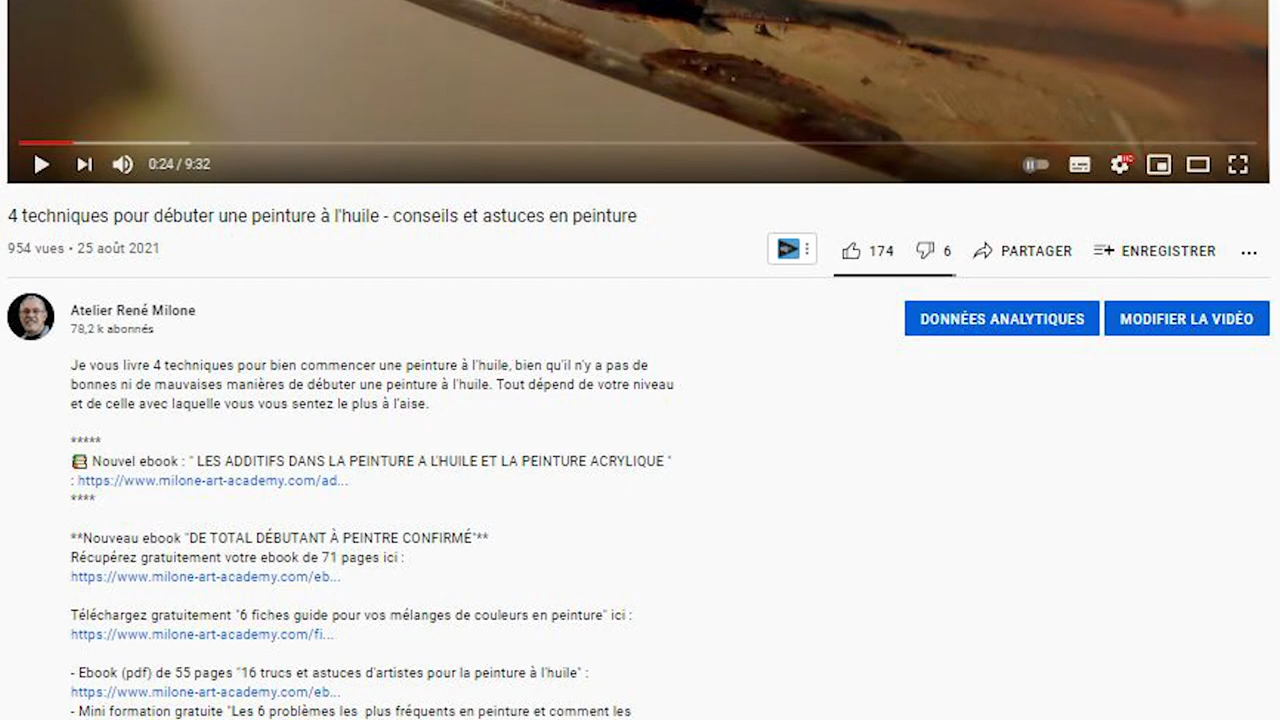 0:24 / 9:32
HD
4 techniques pour débuter une peinture à l'huile - conseils et astuces en peinture
954 vues • 25 août 2021
174
6
PARTAGER
ENREGISTRER
...
Atelier René Milone
78,2 k abonnés
DONNÉES ANALYTIQUES
MODIFIER LA VIDÉO
Je vous livre 4 techniques pour bien commencer une peinture à l'huile, bien qu'il n'y a pas de
bonnes ni de mauvaises manières de débuter une peinture à l'huile. Tout dépend de votre niveau
et de celle avec laquelle vous vous sentez le plus à l'aise.
*****
Nouvel ebook : " LES ADDITIFS DANS LA PEINTURE A L'HUILE ET LA PEINTURE ACRYLIQUE "
: https://www.milone-art-academy.com/ad...
****
**Nouveau ebook "DE TOTAL DÉBUTANT À PEINTRE CONFIRMÉ"**
Récupérez gratuitement votre ebook de 71 pages ici :
https://www.milone-art-academy.com/eb...
Téléchargez gratuitement "6 fiches guide pour vos mélanges de couleurs en peinture" ici :
https://www.milone-art-academy.com/fi...
- Ebook (pdf) de 55 pages "16 trucs et astuces d'artistes pour la peinture à l'huile" :
https://www.milone-art-academy.com/eb...
- Mini formation gratuite "Les 6 problèmes les  plus fréquents en peinture et comment les